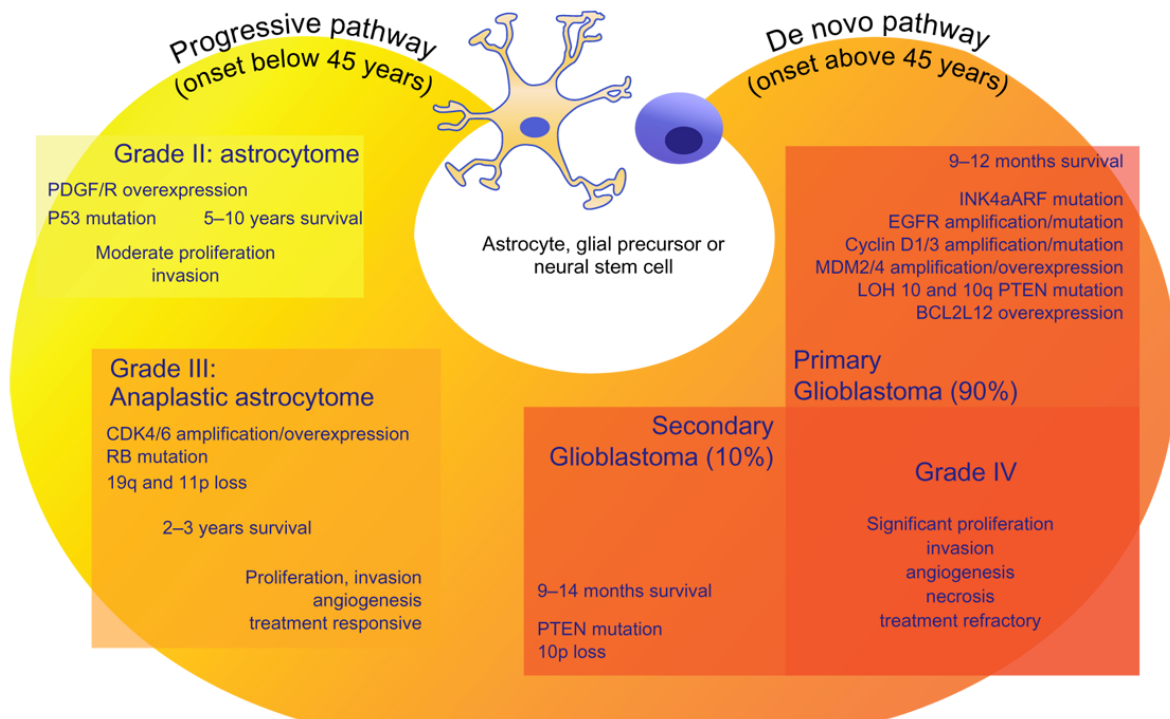 Progressive pathway
(onset below 45 years)
De novo pathway
(onset above 45 years)
Astrocyte, glial precursor or
neural stem cell
Grade II: astrocytome
PDGF/R overexpression
P53 mutation 5–10 years survival
Moderate proliferation
invasion
Grade III:
Anaplastic astrocytome
CDK4/6 amplification/overexpression
RB mutation
19q and 11p loss
2–3 years survival
Proliferation, invasion
angiogenesis
treatment responsive
9–12 months survival
INK4aARF mutation
EGFR amplification/mutation
Cyclin D1/3 amplification/mutation
MDM2/4 amplification/overexpression
LOH 10 and 10q PTEN mutation
BCL2L12 overexpression
Primary
Glioblastoma (90%)
Secondary
Glioblastoma (10%)
9–14 months survival
PTEN mutation
10p loss
Grade IV
Significant proliferation
invasion
angiogenesis
necrosis
treatment refractory